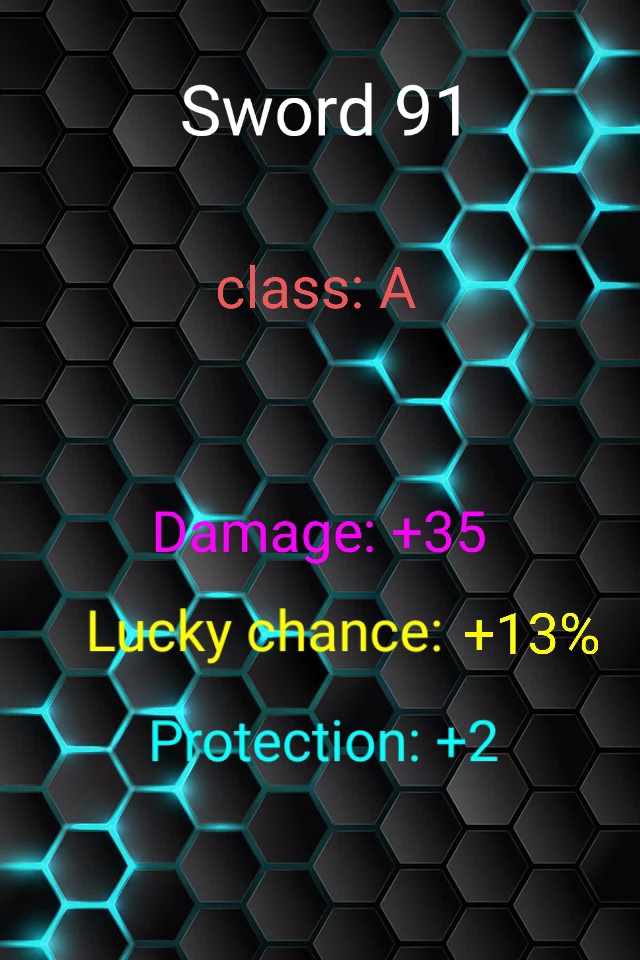 Sword 91
class: A
Damage: +35
Lucky chance: +13%
Protection: +2